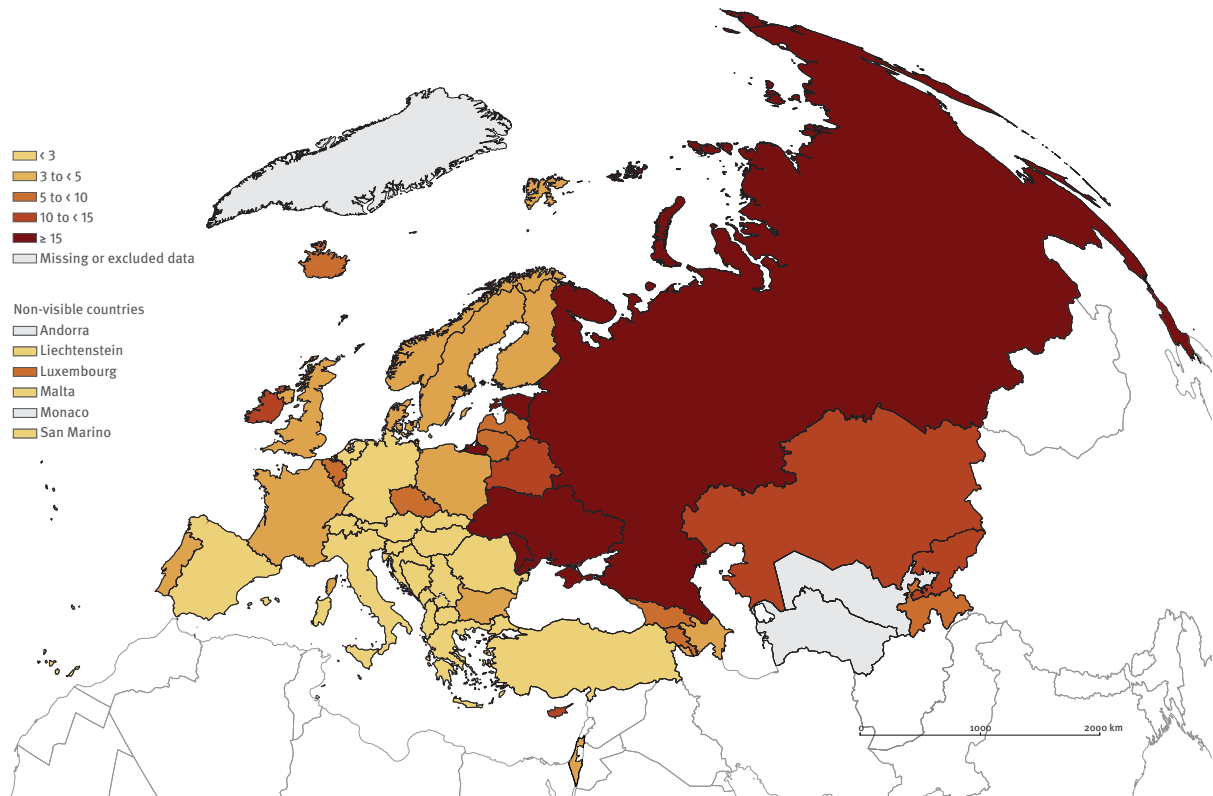 < 3
3 to < 5
5 to < 10
10 to < 15
≥ 15
Missing or excluded data
Non-visible countries
Andorra
Liechtenstein
Luxembourg
Malta
Monaco
San Marino
0 1000 2000 km